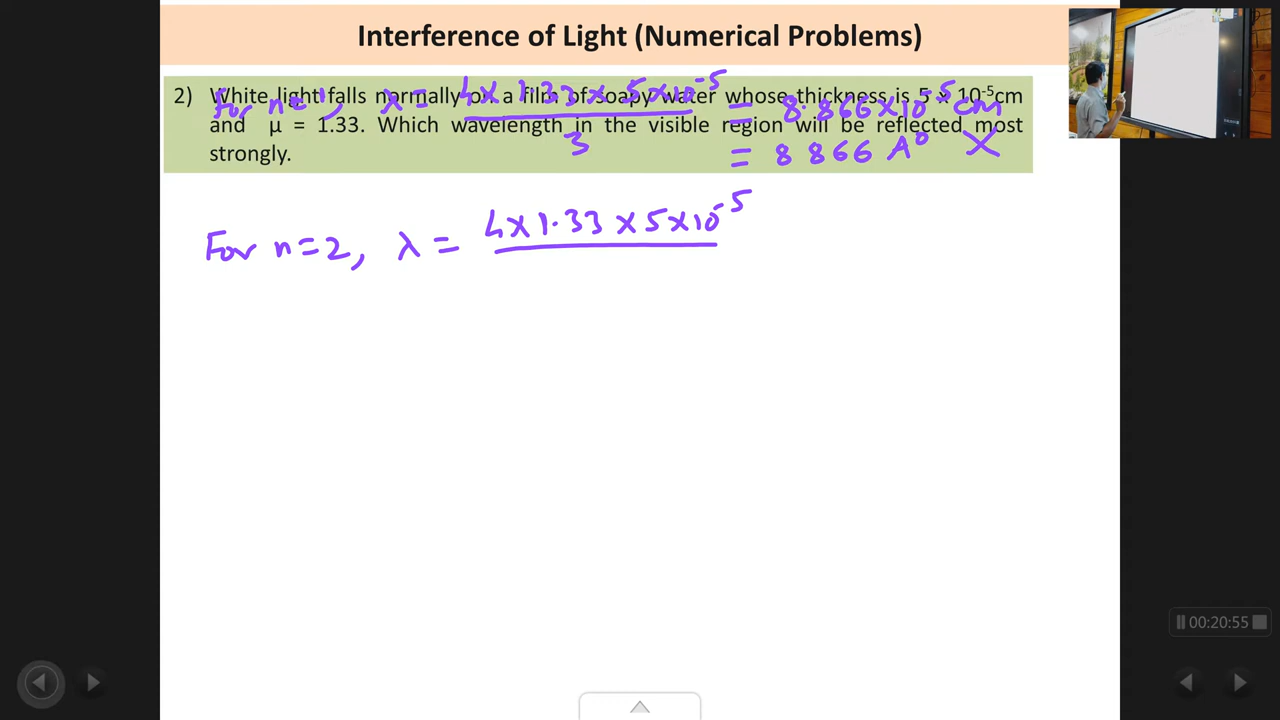 Interference of Light (Numerical Problems)
2) White light falls normally on a film of soapy water whose thickness is 5 × 10⁻⁵cm
and μ = 1.33. Which wavelength in the visible region will be reflected most
strongly.
For n=1, λ = 4×1.33×5×10⁻⁵ / 3 = 8.866×10⁻⁵cm
= 8866 A⁰ X
For n=2, λ = 4×1.33×5×10⁻⁵
00:20:55